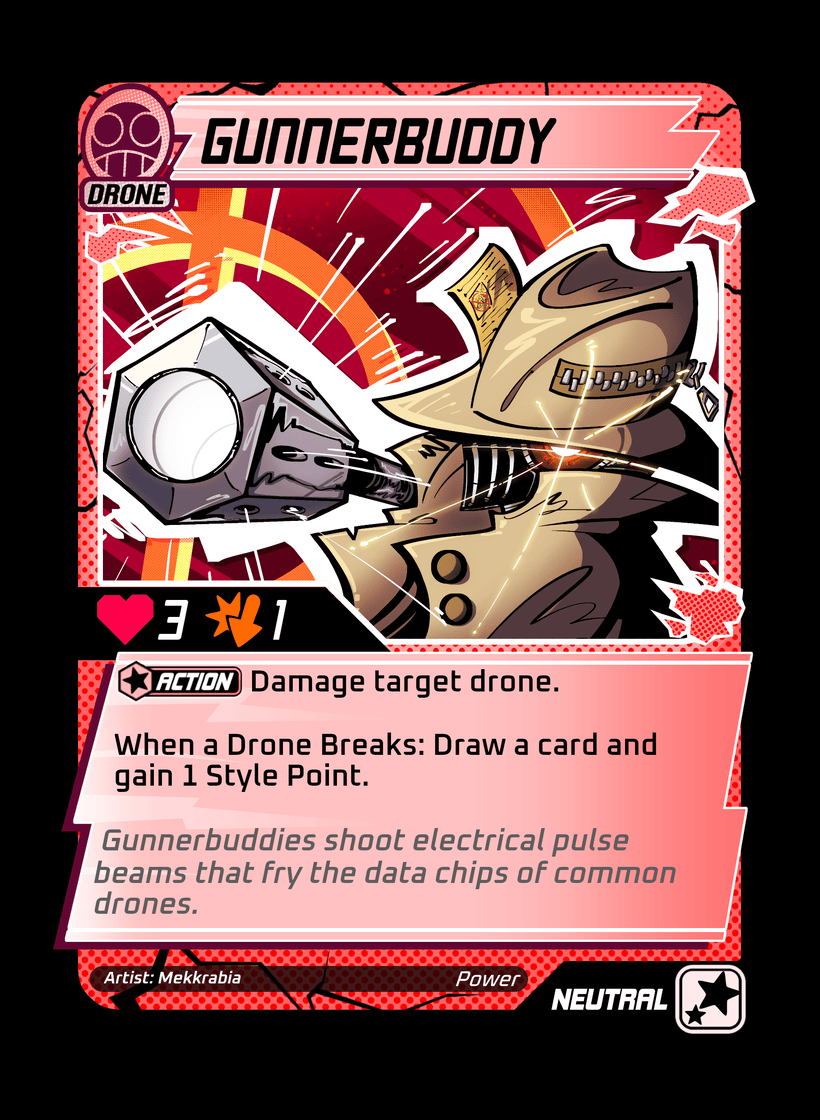 GUNNERBUDDY
DRONE
3 1
ACTION Damage target drone.
When a Drone Breaks: Draw a card and
gain 1 Style Point.
Gunnerbuddies shoot electrical pulse
beams that fry the data chips of common
drones.
Artist: Mekkrabia
Power
NEUTRAL